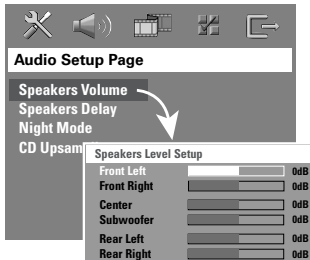 Audio Setup Page
Speakers Volume
Speakers Delay
Night Mode
CD Upsam
Speakers Level Setup
Front Left 0dB
Front Right 0dB
Center 0dB
Subwoofer 0dB
Rear Left 0dB
Rear Right 0dB